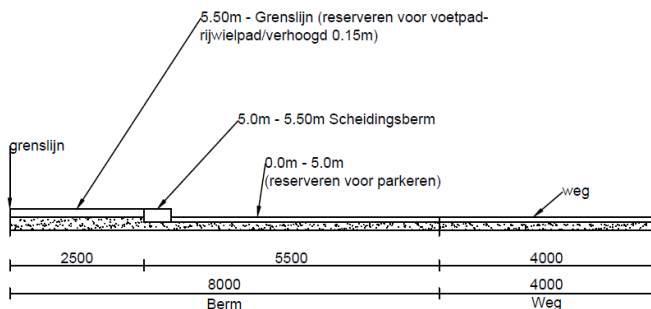 5.50m - Grenslijn (reserveren voor voetpad-
rijwielpad/verhoogd 0.15m)
5.0m - 5.50m Scheidingsberm
grenslijn
0.0m - 5.0m
(reserveren voor parkeren)
weg
2500 5500 4000
8000 4000
Berm Weg